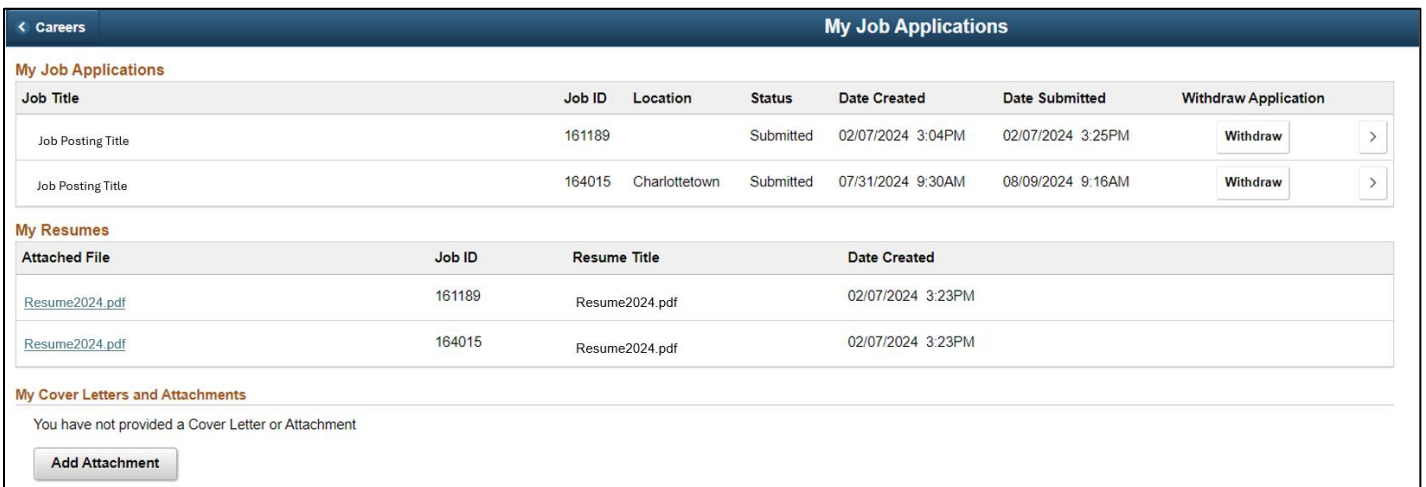 Careers My Job Applications
My Job Applications
Job Title Job ID Location Status Date Created Date Submitted Withdraw Application
Job Posting Title 161189 Submitted 02/07/2024 3:04PM 02/07/2024 3:25PM Withdraw
Job Posting Title 164015 Charlottetown Submitted 07/31/2024 9:30AM 08/09/2024 9:16AM Withdraw
My Resumes
Attached File Job ID Resume Title Date Created
Resume2024.pdf 161189 Resume2024.pdf 02/07/2024 3:23PM
Resume2024.pdf 164015 Resume2024.pdf 02/07/2024 3:23PM
My Cover Letters and Attachments
You have not provided a Cover Letter or Attachment
Add Attachment